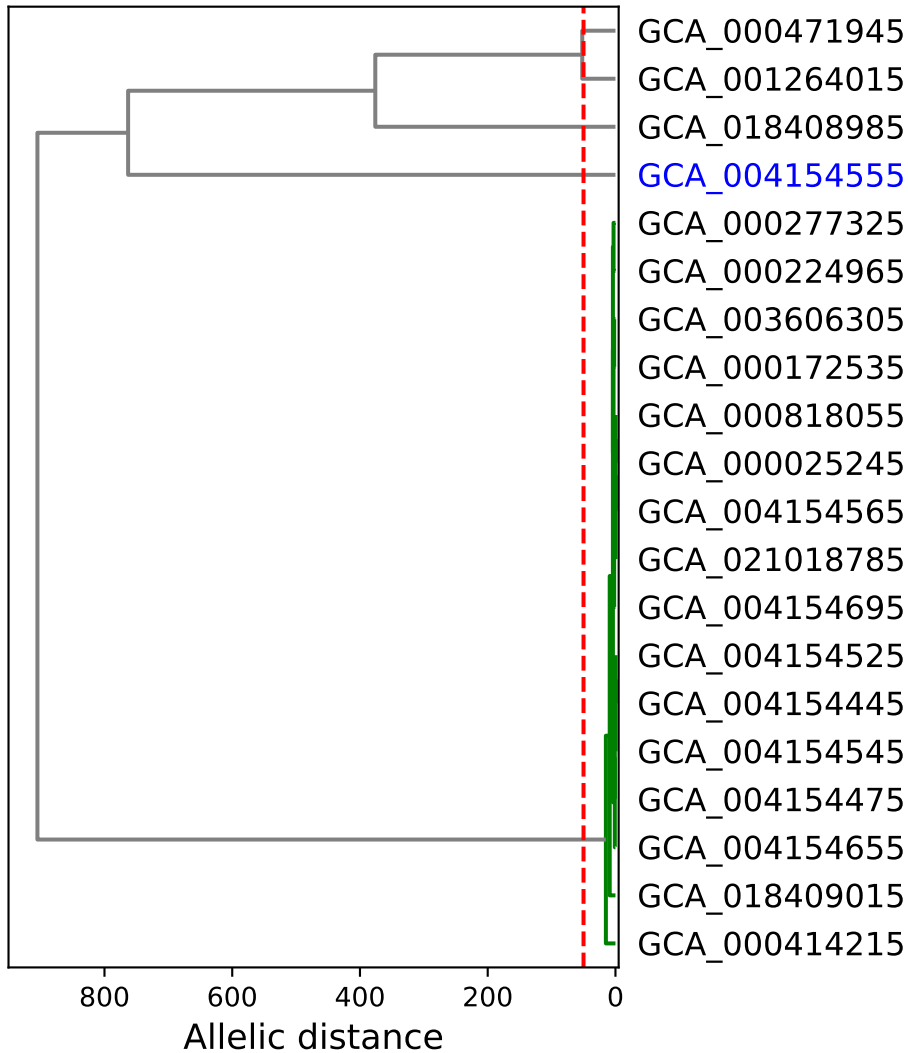 GCA_000471945
GCA_001264015
GCA_018408985
GCA_004154555
GCA_000277325
GCA_000224965
GCA_003606305
GCA_000172535
GCA_000818055
GCA_000025245
GCA_004154565
GCA_021018785
GCA_004154695
GCA_004154525
GCA_004154445
GCA_004154545
GCA_004154475
GCA_004154655
GCA_018409015
GCA_000414215
800 600 400 200 0
Allelic distance